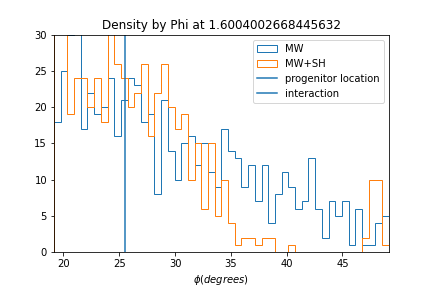 Density by Phi at 1.6004002668445632
30
25
20
15
10
5
0
MW
MW+SH
progenitor location
interaction
20 25 30 35 40 45
ϕ(degrees)